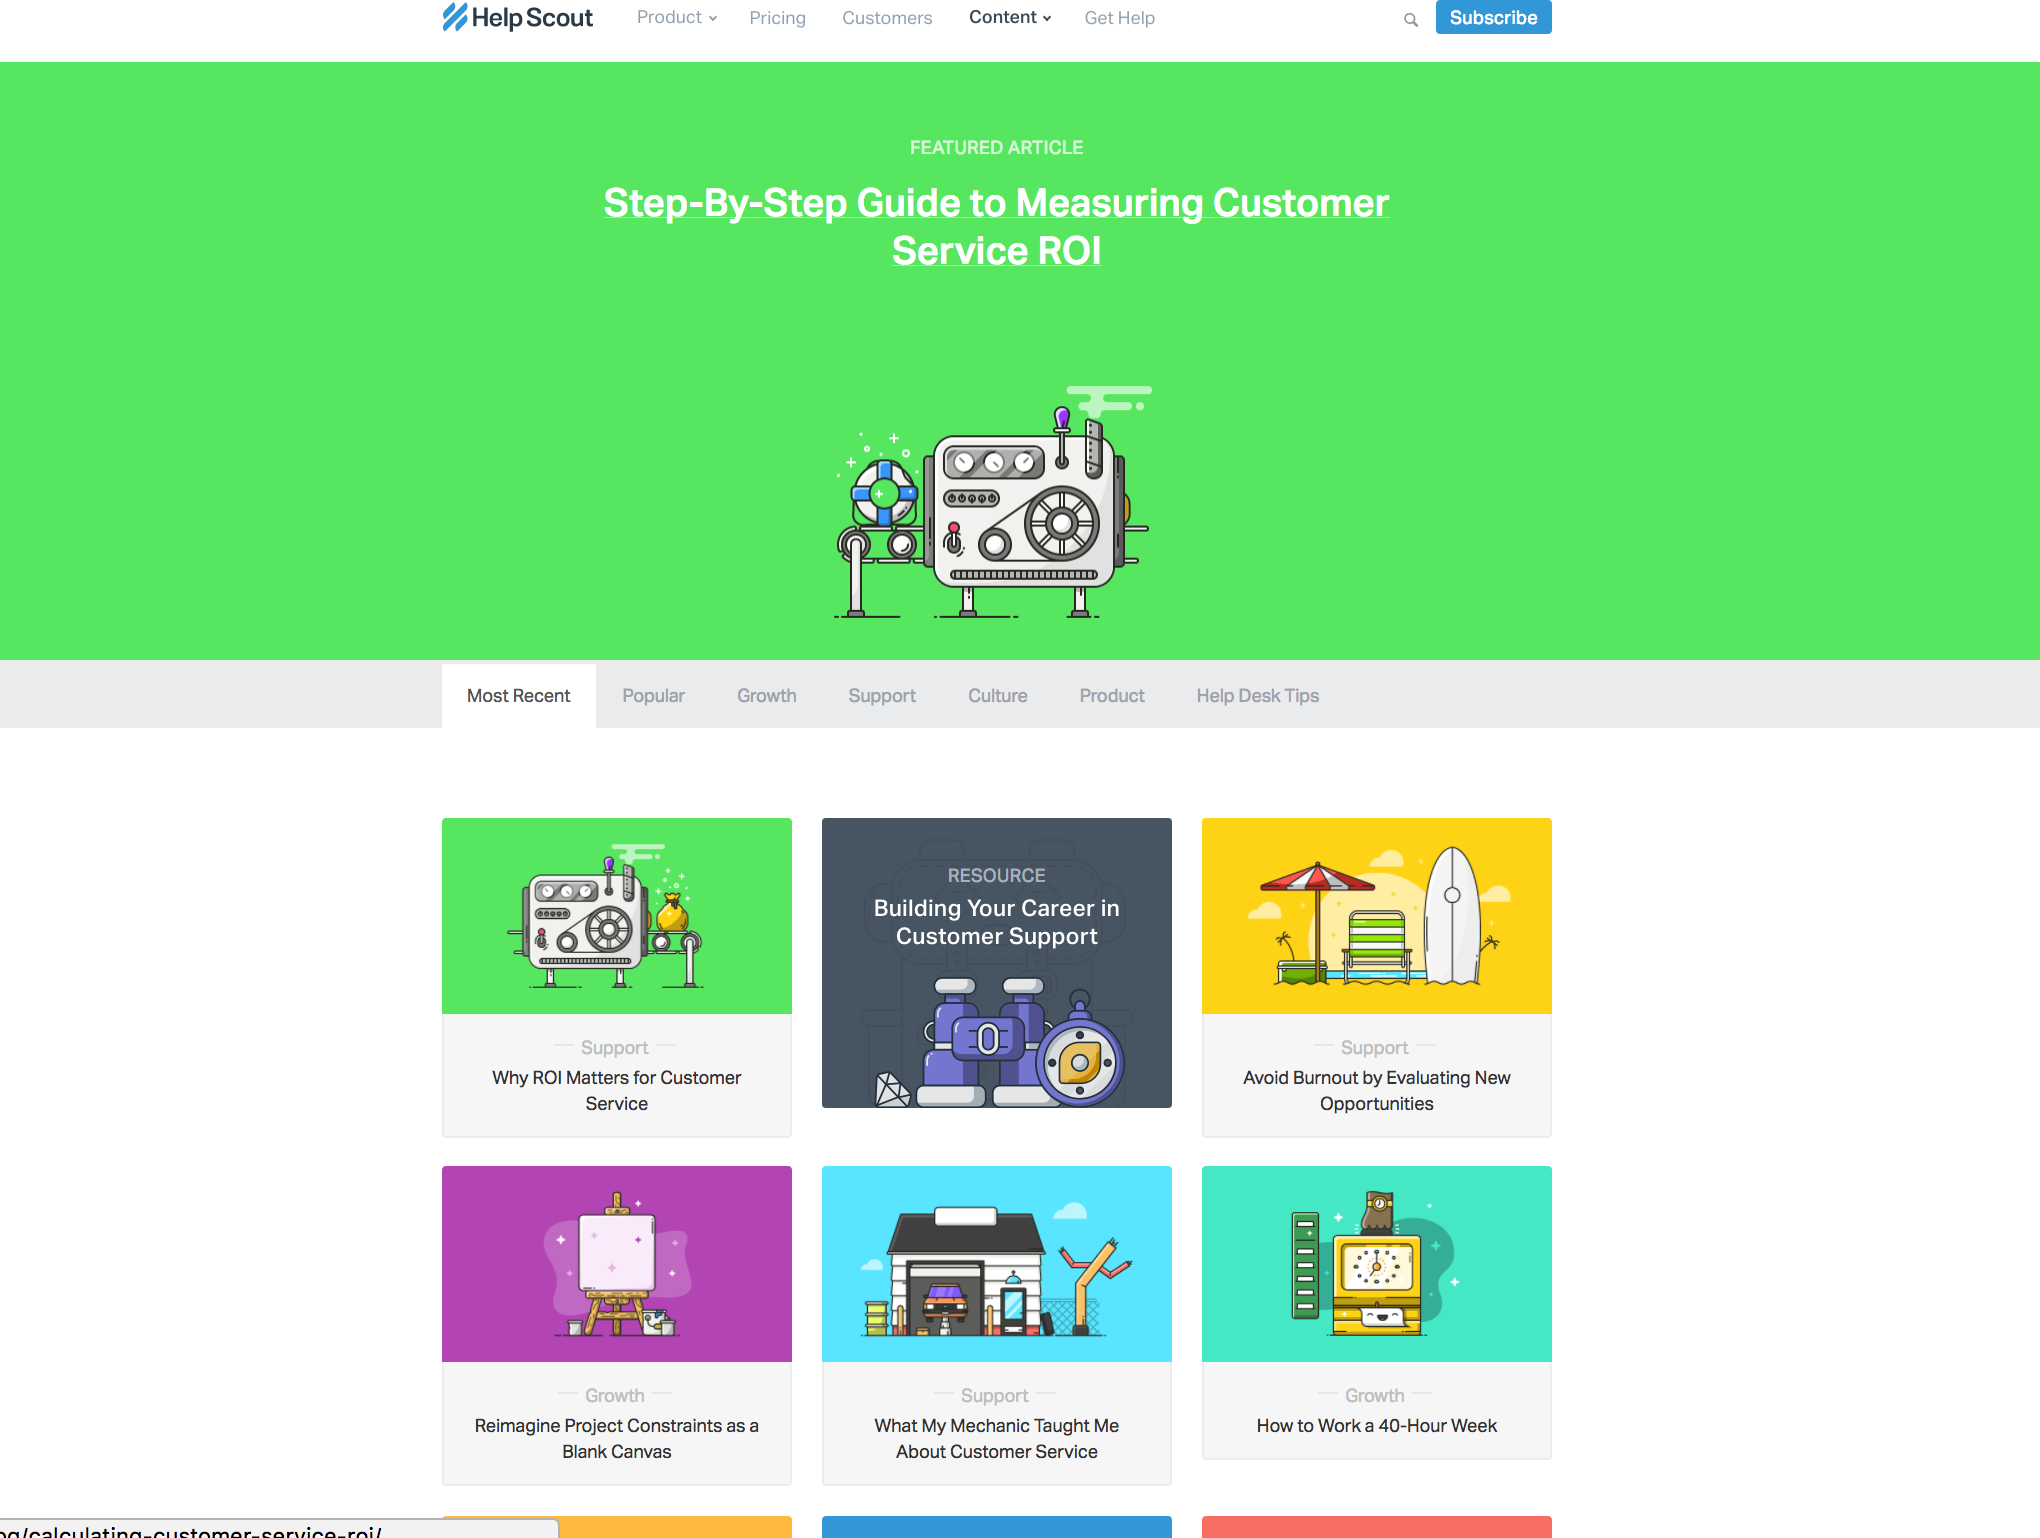 Help Scout
Product
Pricing
Customers
Content
Get Help
Subscribe
FEATURED ARTICLE
Step-By-Step Guide to Measuring Customer
Service ROI
Most Recent
Popular
Growth
Support
Culture
Product
Help Desk Tips
Support
Why ROI Matters for Customer
Service
RESOURCE
Building Your Career in
Customer Support
Support
Avoid Burnout by Evaluating New
Opportunities
Growth
Reimagine Project Constraints as a
Blank Canvas
Support
What My Mechanic Taught Me
About Customer Service
Growth
How to Work a 40-Hour Week
og/calculating-customer-service-roi/